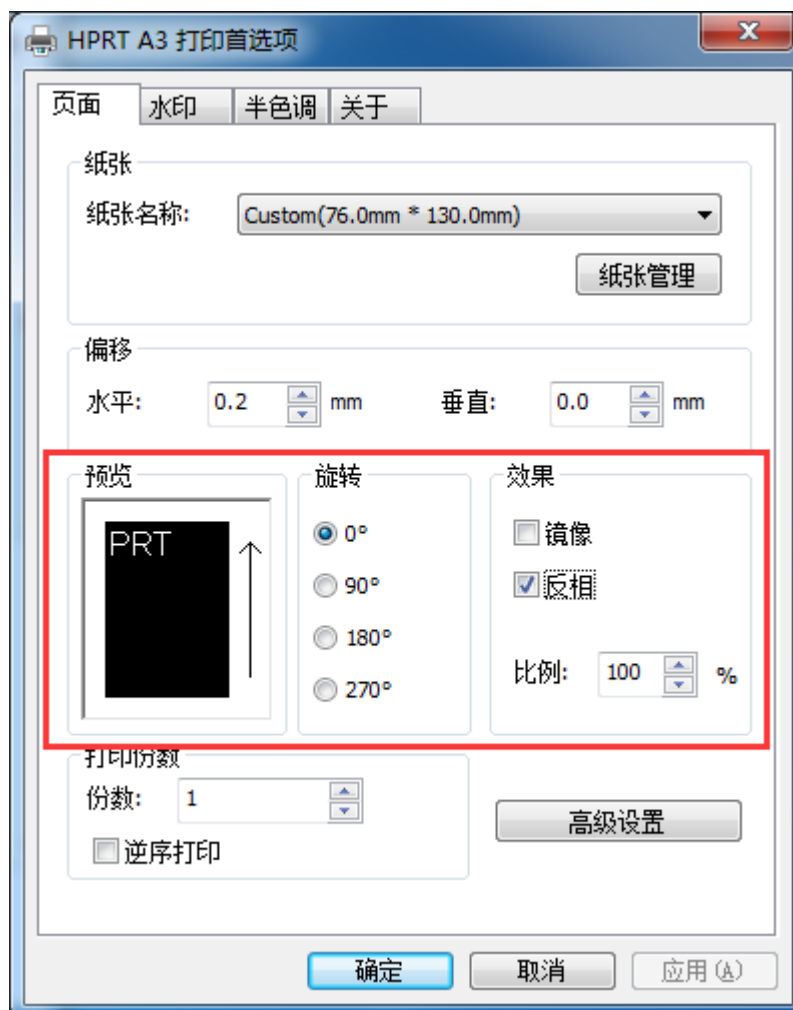 HPRT A3 打印首选项
页面 水印 半色调 关于
纸张
纸张名称: Custom(76.0mm * 130.0mm)
纸张管理
偏移
水平: 0.2 mm 垂直: 0.0 mm
预览 旋转 效果
PRT
0° 镜像
90° 反相
180°
270° 比例: 100 %
打印份数
份数: 1
高级设置
逆序打印
确定 取消 应用(A)